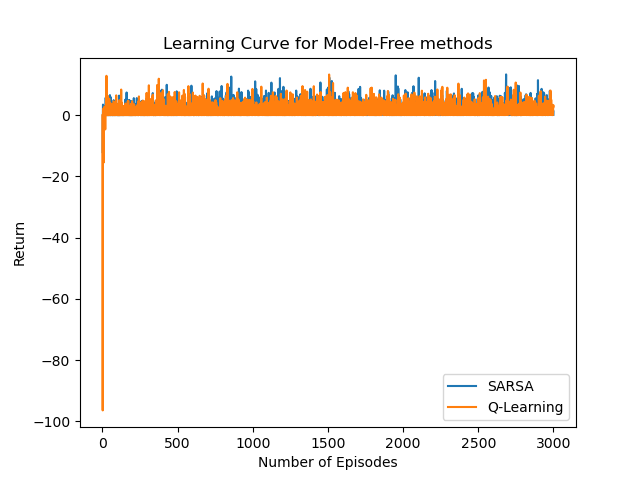 Learning Curve for Model-Free methods
0
−20
−40
−60
−80
−100
Return
0 500 1000 1500 2000 2500 3000
Number of Episodes
SARSA
Q-Learning